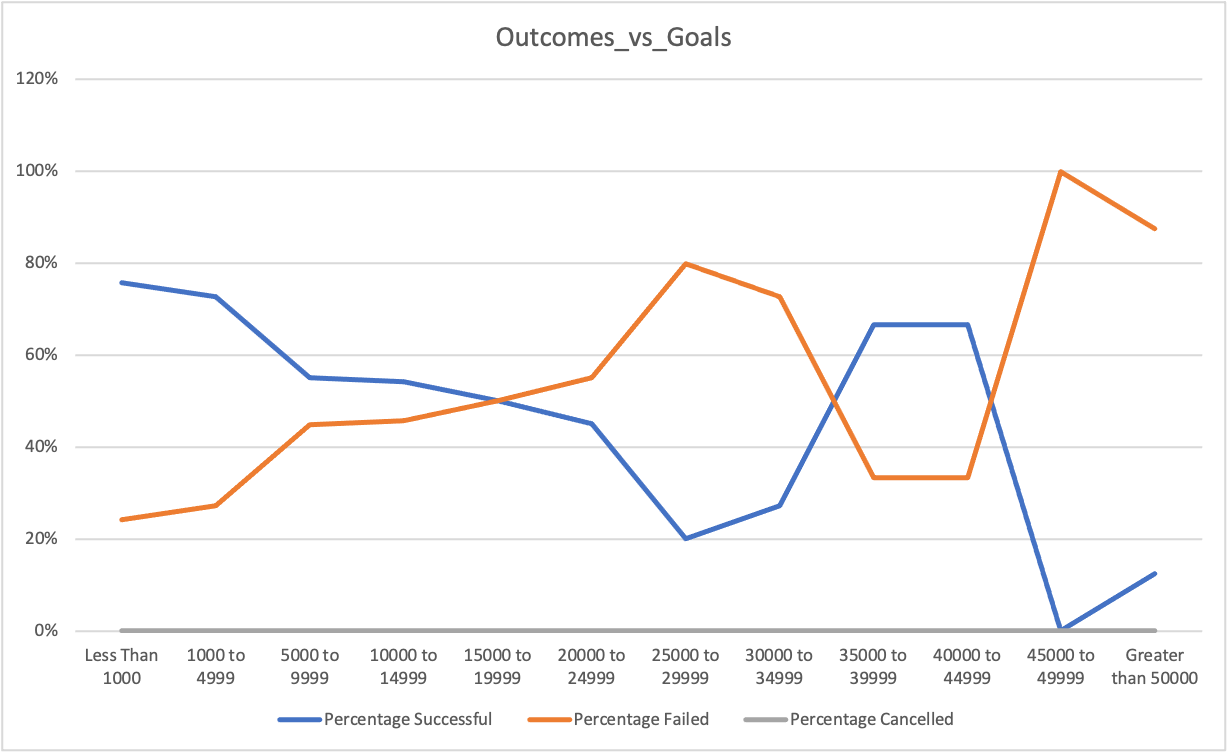 Outcomes_vs_Goals
120%
100%
80%
60%
40%
20%
0%
Less Than
1000
1000 to
4999
5000 to
9999
10000 to
14999
15000 to
19999
20000 to
24999
25000 to
29999
30000 to
34999
35000 to
39999
40000 to
44999
45000 to
49999
Greater
than 50000
Percentage Successful
Percentage Failed
Percentage Cancelled